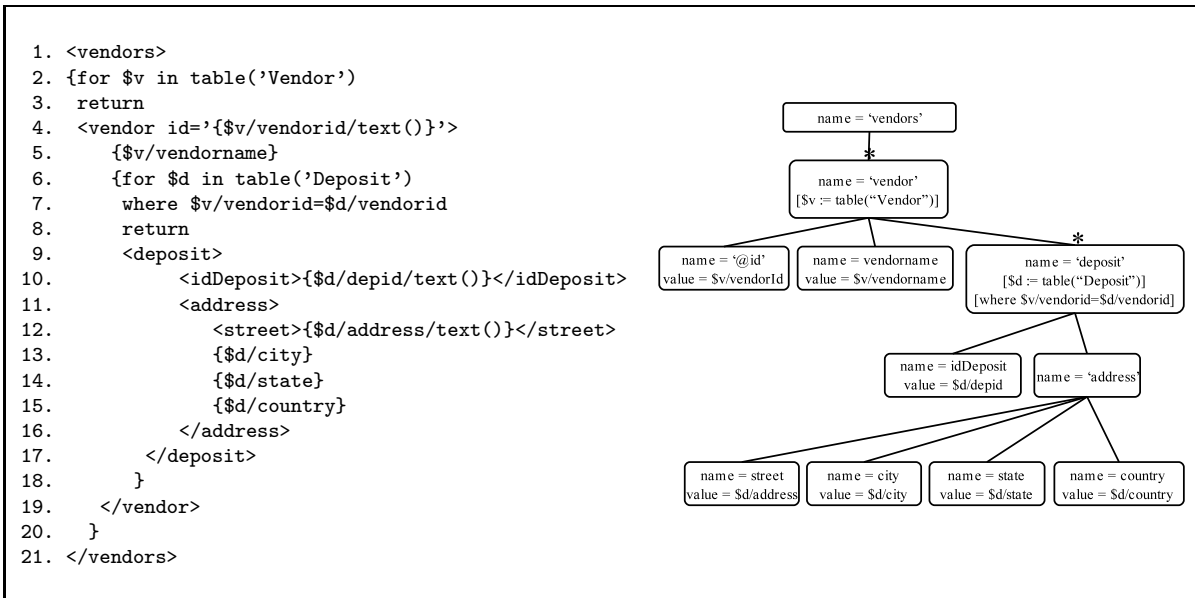 1. <vendors>
2. {for $v in table('Vendor')
3. return
4. <vendor id='{$v/vendorid/text()}'>
5. {$v/vendorname}
6. {for $d in table('Deposit')
7. where $v/vendorid=$d/vendorid
8. return
9. <deposit>
10. <idDeposit>{$d/depid/text()}</idDeposit>
11. <address>
12. <street>{$d/address/text()}</street>
13. {$d/city}
14. {$d/state}
15. {$d/country}
16. </address>
17. </deposit>
18. }
19. </vendor>
20. }
21. </vendors>
name = ‘vendors’
*
name = ‘vendor’
[$v := table(“Vendor”)]
name = ‘@id’
value = $v/vendorId
name = vendorname
value = $v/vendorname
*
name = ‘deposit’
[$d := table(“Deposit”)]
[where $v/vendorid=$d/vendorid]
name = idDeposit
value = $d/depid
name = ‘address’
name = street
value = $d/address
name = city
value = $d/city
name = state
value = $d/state
name = country
value = $d/country